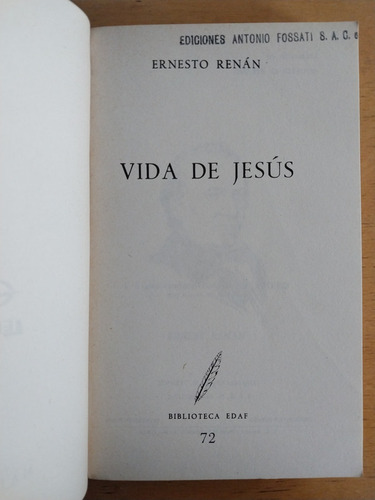 EDICIONES ANTONIO FOSSATI S. A. C.
ERNESTO RENÁN
VIDA DE JESÚS
BIBLIOTECA EDAF
72